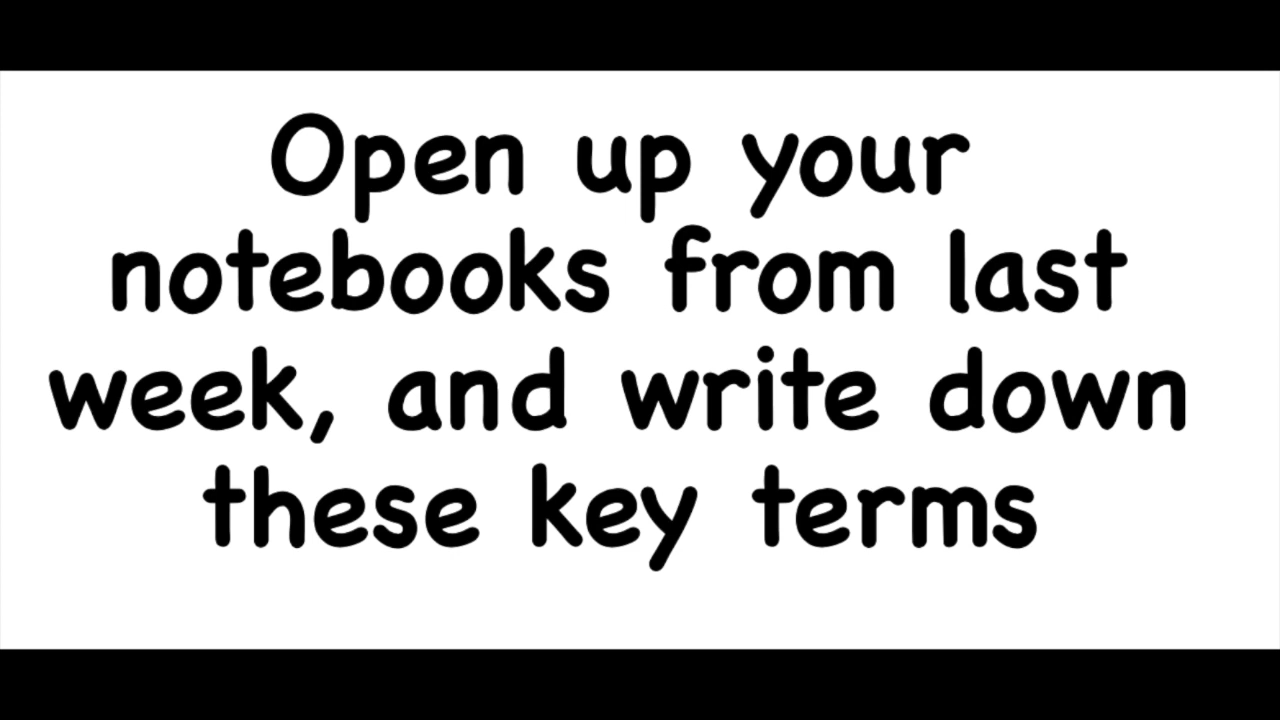 Open up your
notebooks from last
week, and write down
these key terms